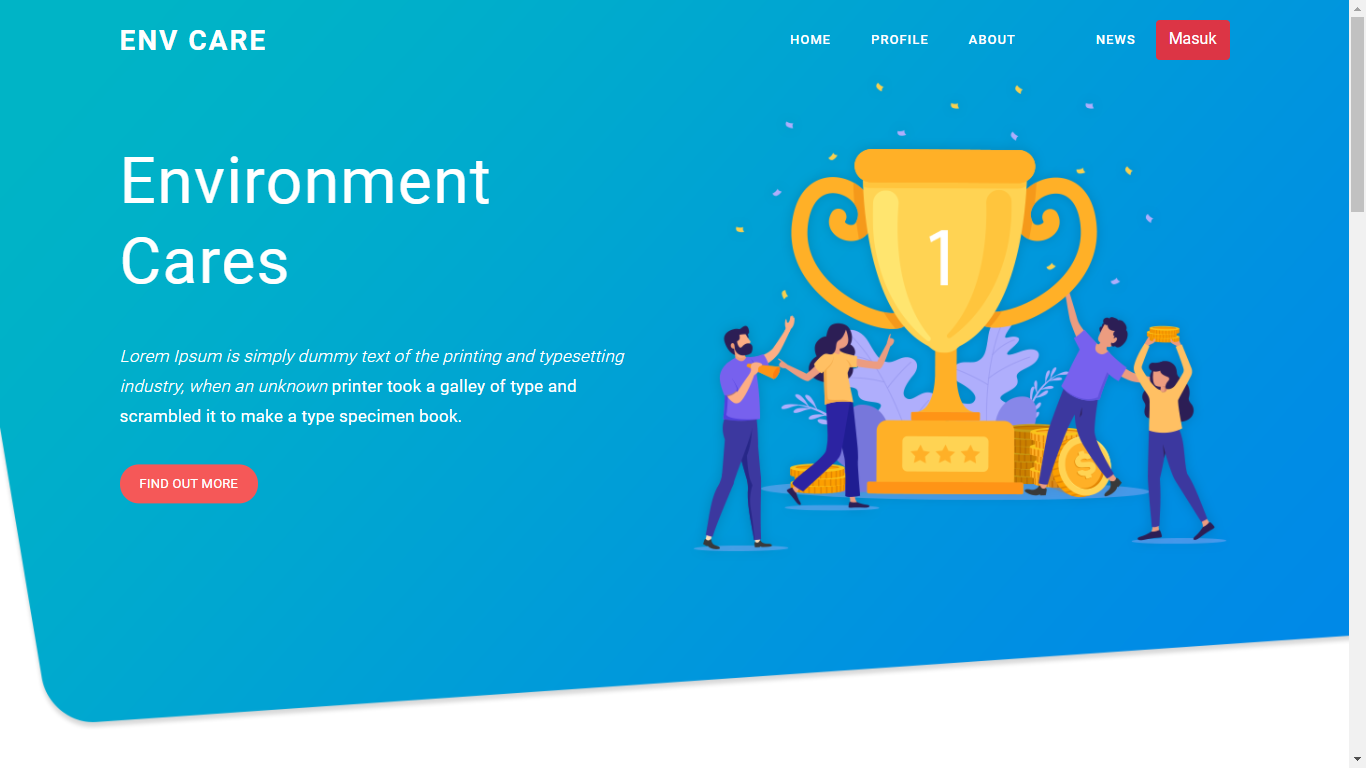 ENV CARE
HOME PROFILE ABOUT NEWS Masuk
Environment
Cares
1
Lorem Ipsum is simply dummy text of the printing and typesetting
industry, when an unknown printer took a galley of type and
scrambled it to make a type specimen book.
FIND OUT MORE
$